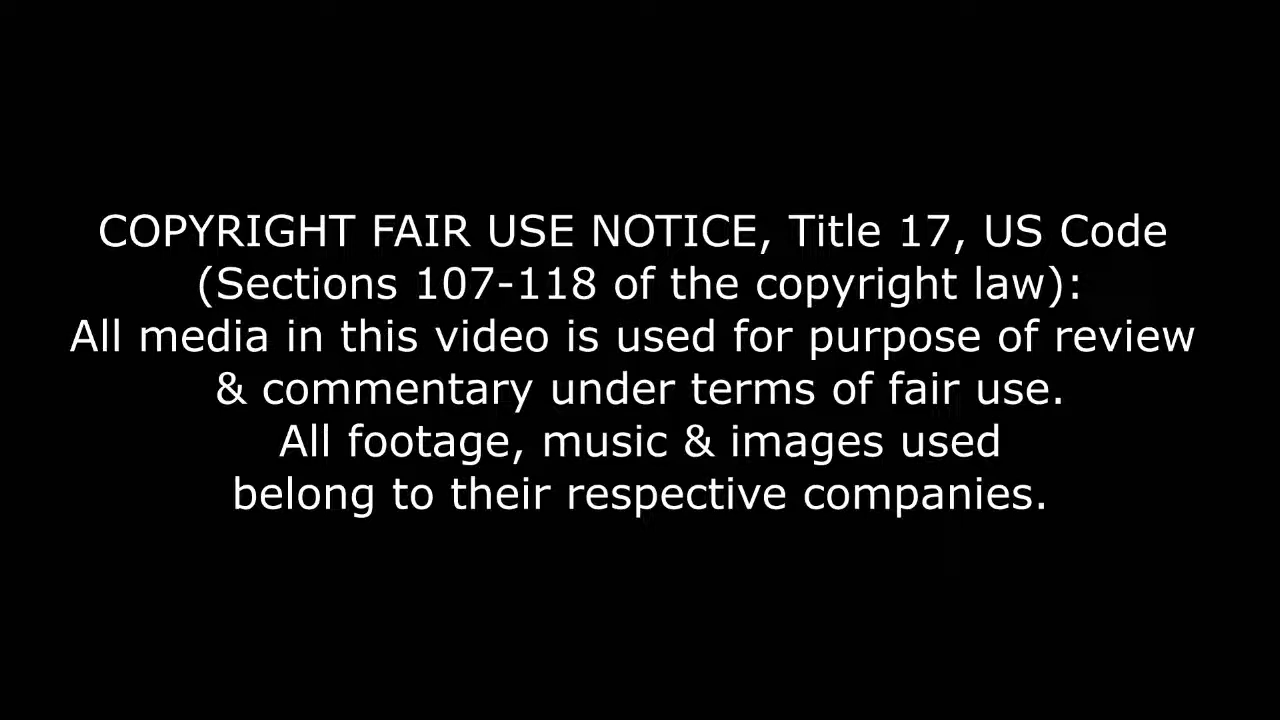 COPYRIGHT FAIR USE NOTICE, Title 17, US Code
(Sections 107-118 of the copyright law):
All media in this video is used for purpose of review
& commentary under terms of fair use.
All footage, music & images used
belong to their respective companies.